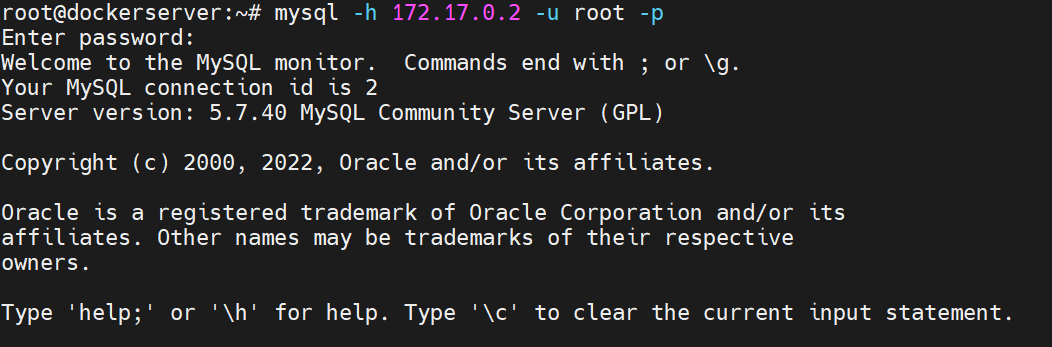 root@dockerserver:~# mysql -h 172.17.0.2 -u root -p
Enter password:
Welcome to the MySQL monitor.  Commands end with ; or \g.
Your MySQL connection id is 2
Server version: 5.7.40 MySQL Community Server (GPL)
Copyright (c) 2000, 2022, Oracle and/or its affiliates.
Oracle is a registered trademark of Oracle Corporation and/or its
affiliates. Other names may be trademarks of their respective
owners.
Type 'help;' or '\h' for help. Type '\c' to clear the current input statement.